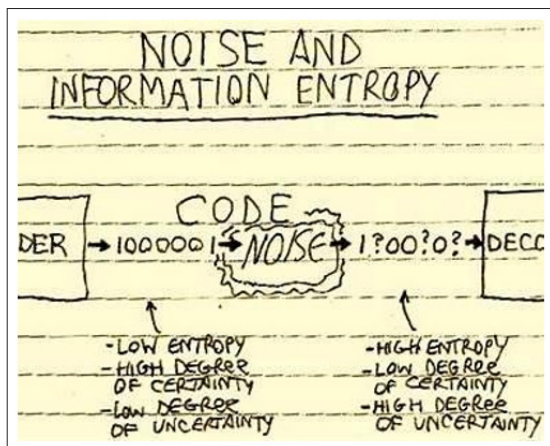 NOISE AND
INFORMATION ENTROPY
CODE
DER → 1000001 → NOISE → 1?00?0? → DECO
-LOW ENTROPY
-HIGH DEGREE
OF CERTAINTY
-LOW DEGREE
OF UNCERTAINTY
-HIGH ENTROPY
-LOW DEGREE
OF CERTAINTY
-HIGH DEGREE
OF UNCERTAINTY